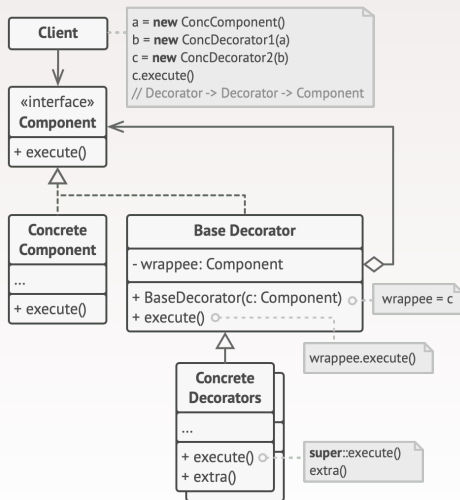 Client
a = new ConcComponent()
b = new ConcDecorator1(a)
c = new ConcDecorator2(b)
c.execute()
// Decorator -> Decorator -> Component
«interface»
Component
+ execute()
Concrete
Component
...
+ execute()
Base Decorator
- wrappee: Component
+ BaseDecorator(c: Component)
+ execute()
wrappee = c
wrappee.execute()
Concrete
Decorators
...
+ execute()
+ extra()
super::execute()
extra()